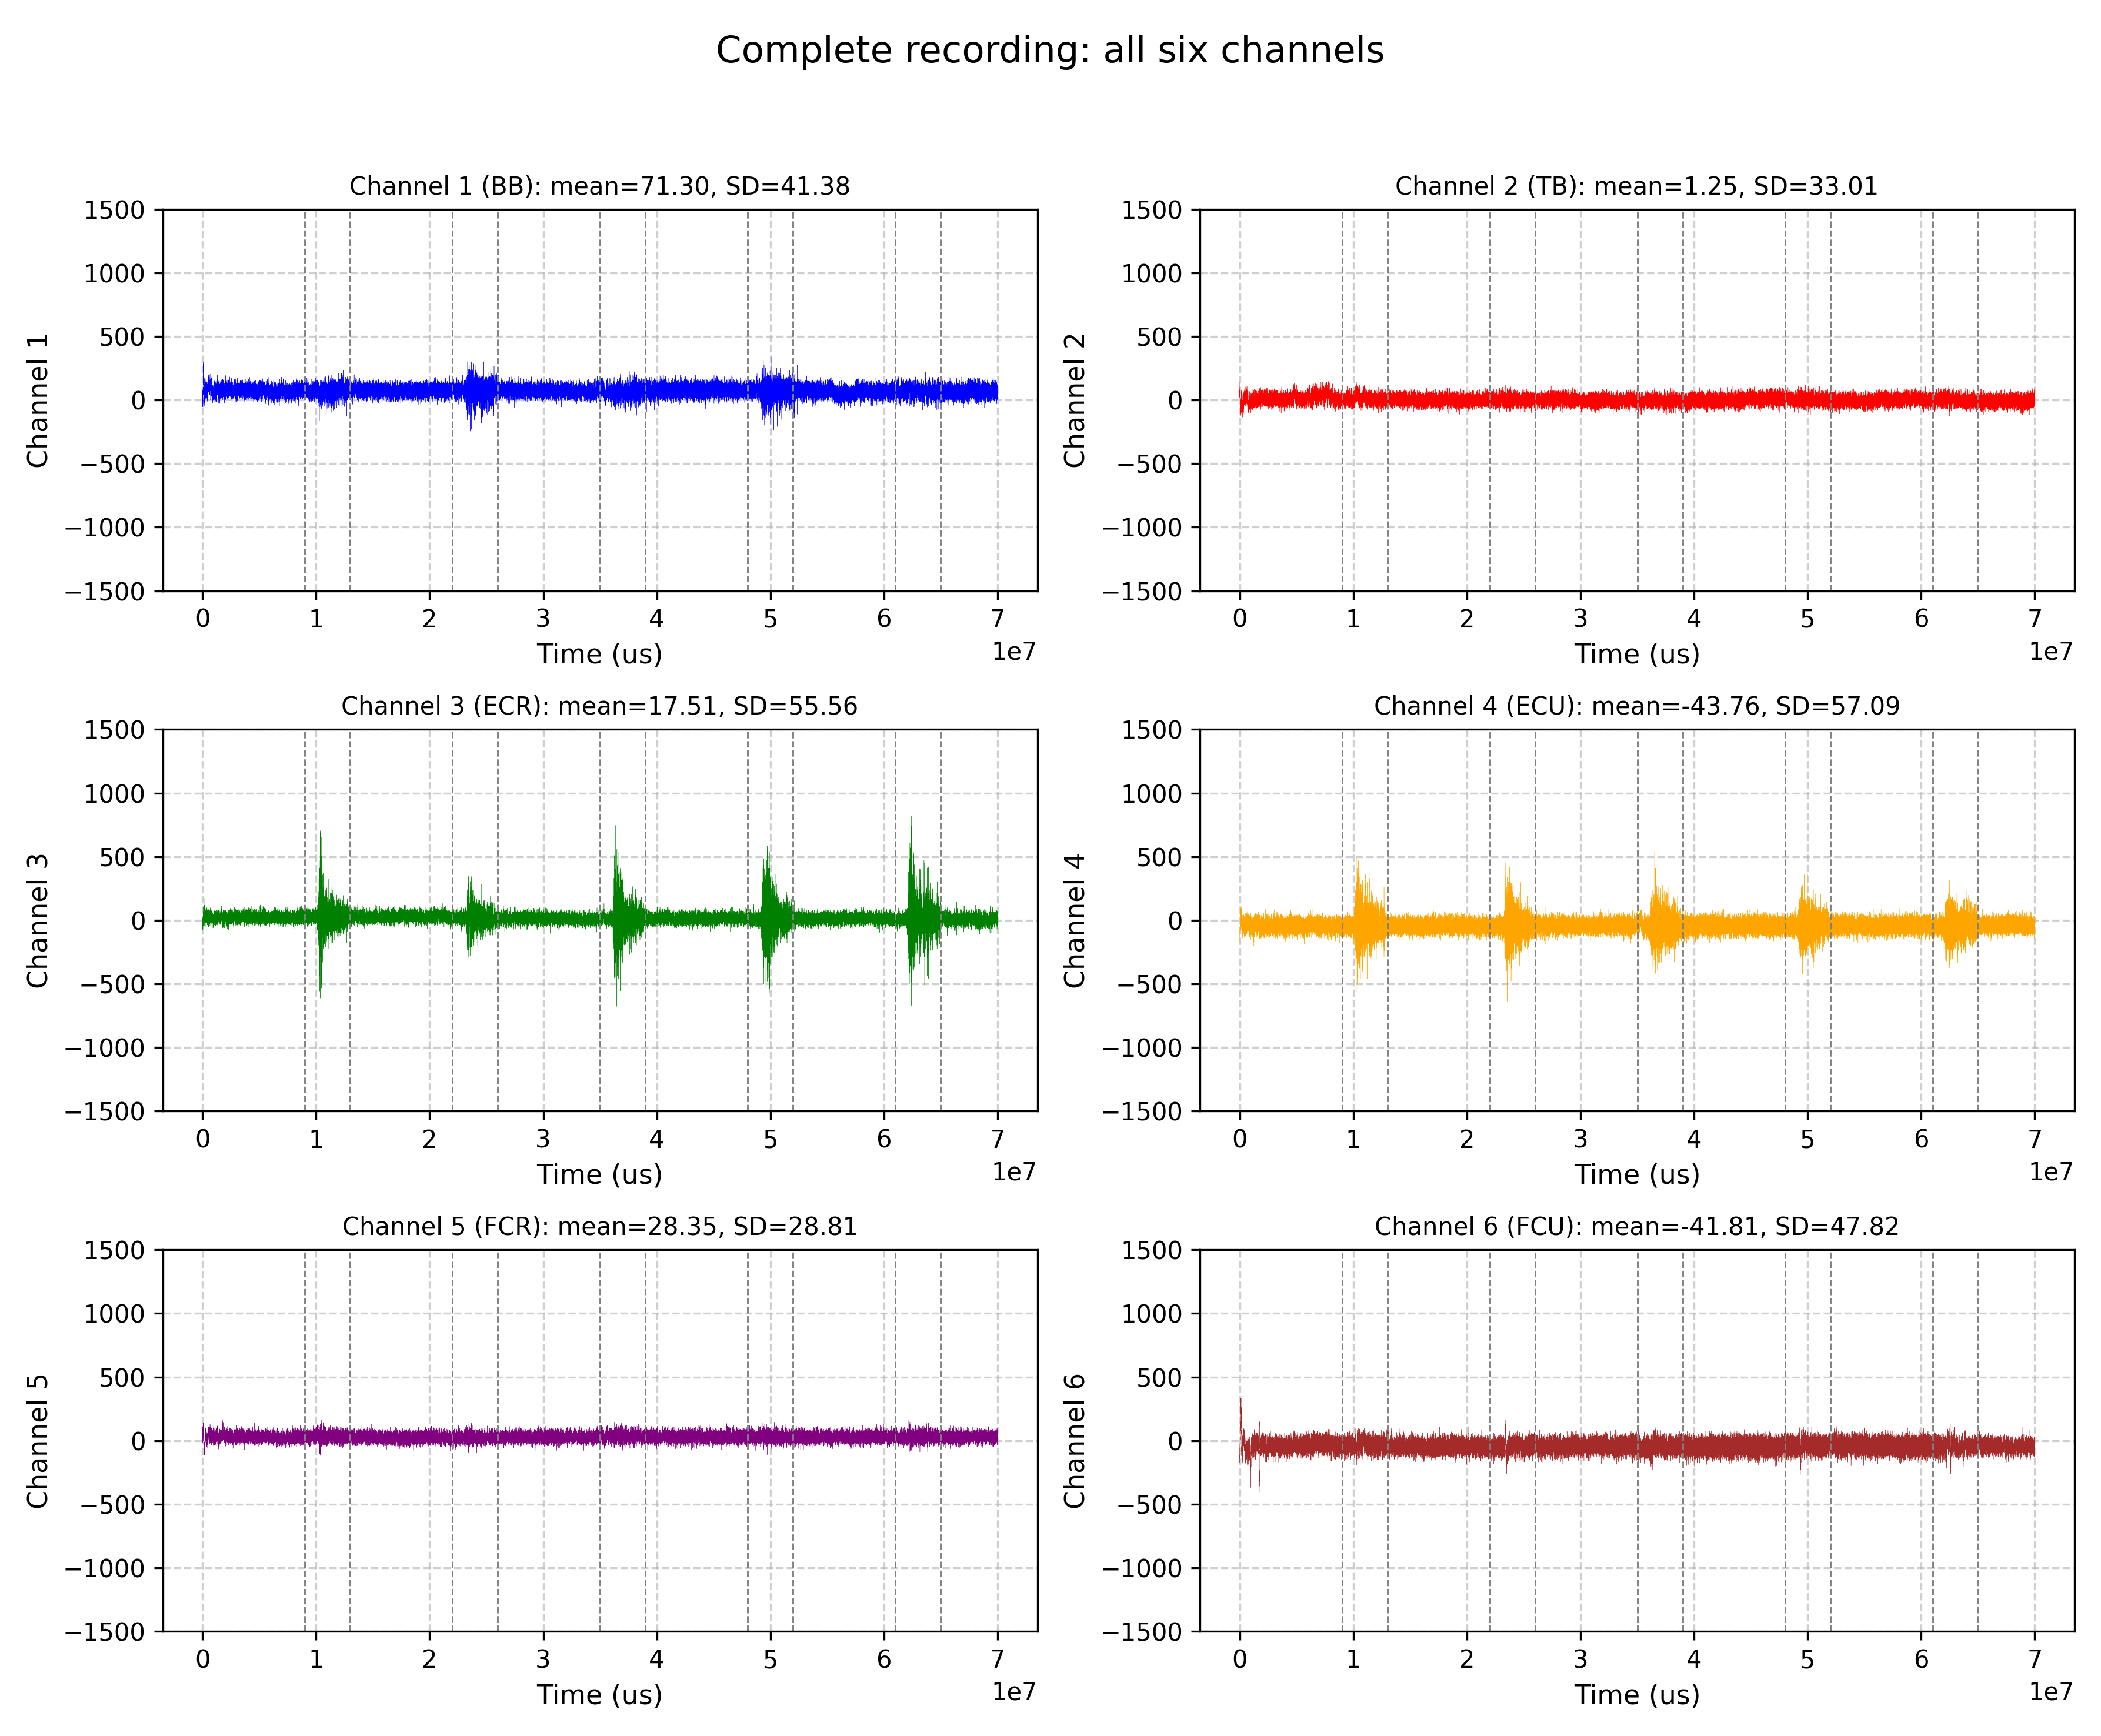 Complete recording: all six channels
Channel 1 (BB): mean=71.30, SD=41.38
1500
1000
500
0
−500
−1000
−1500
Channel 1
0 1 2 3 4 5 6 7
1e7
Time (us)
Channel 2 (TB): mean=1.25, SD=33.01
1500
1000
500
0
−500
−1000
−1500
Channel 2
0 1 2 3 4 5 6 7
1e7
Time (us)
Channel 3 (ECR): mean=17.51, SD=55.56
1500
1000
500
0
−500
−1000
−1500
Channel 3
0 1 2 3 4 5 6 7
1e7
Time (us)
Channel 4 (ECU): mean=-43.76, SD=57.09
1500
1000
500
0
−500
−1000
−1500
Channel 4
0 1 2 3 4 5 6 7
1e7
Time (us)
Channel 5 (FCR): mean=28.35, SD=28.81
1500
1000
500
0
−500
−1000
−1500
Channel 5
0 1 2 3 4 5 6 7
1e7
Time (us)
Channel 6 (FCU): mean=-41.81, SD=47.82
1500
1000
500
0
−500
−1000
−1500
Channel 6
0 1 2 3 4 5 6 7
1e7
Time (us)